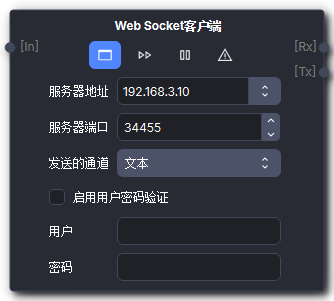 Web Socket客户端
[In]
[Rx]
[Tx]
服务器地址 192.168.3.10
服务器端口 34455
发送的通道 文本
启用用户密码验证
用户
密码